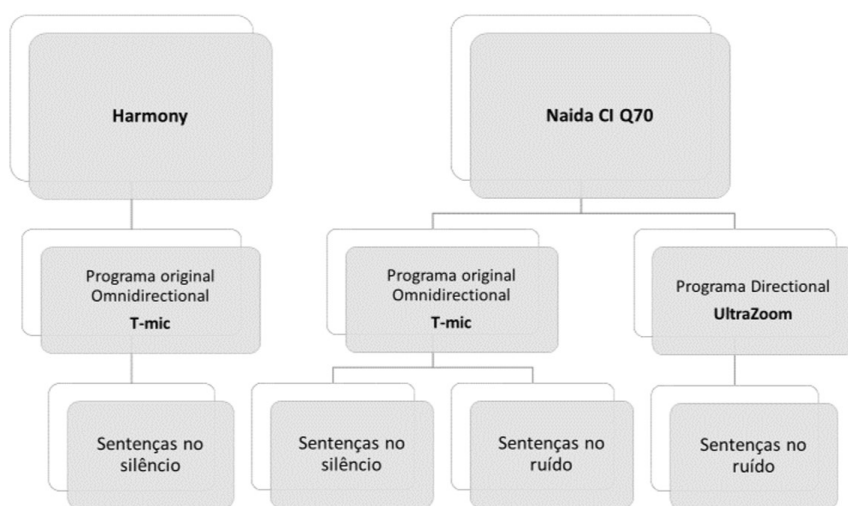 Harmony
Naida CI Q70
Programa original
Omnidirectional
T-mic
Programa original
Omnidirectional
T-mic
Programa Directional
UltraZoom
Sentenças no
silêncio
Sentenças no
silêncio
Sentenças no
ruído
Sentenças no
ruído